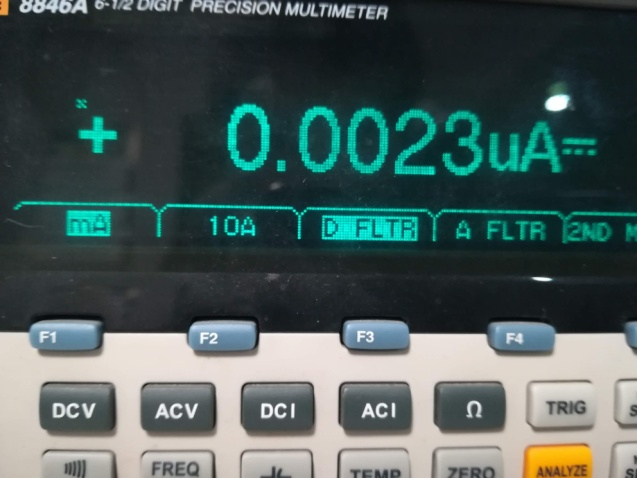 8846A 6-1/2 DIGIT PRECISION MULTIMETER
+ 0.0023uA
mA 10A D FLTR A FLTR 2ND
F1 F2 F3 F4
DCV ACV DCI ACI Ω TRIG
FREQ TEMP ZERO ANALYZE